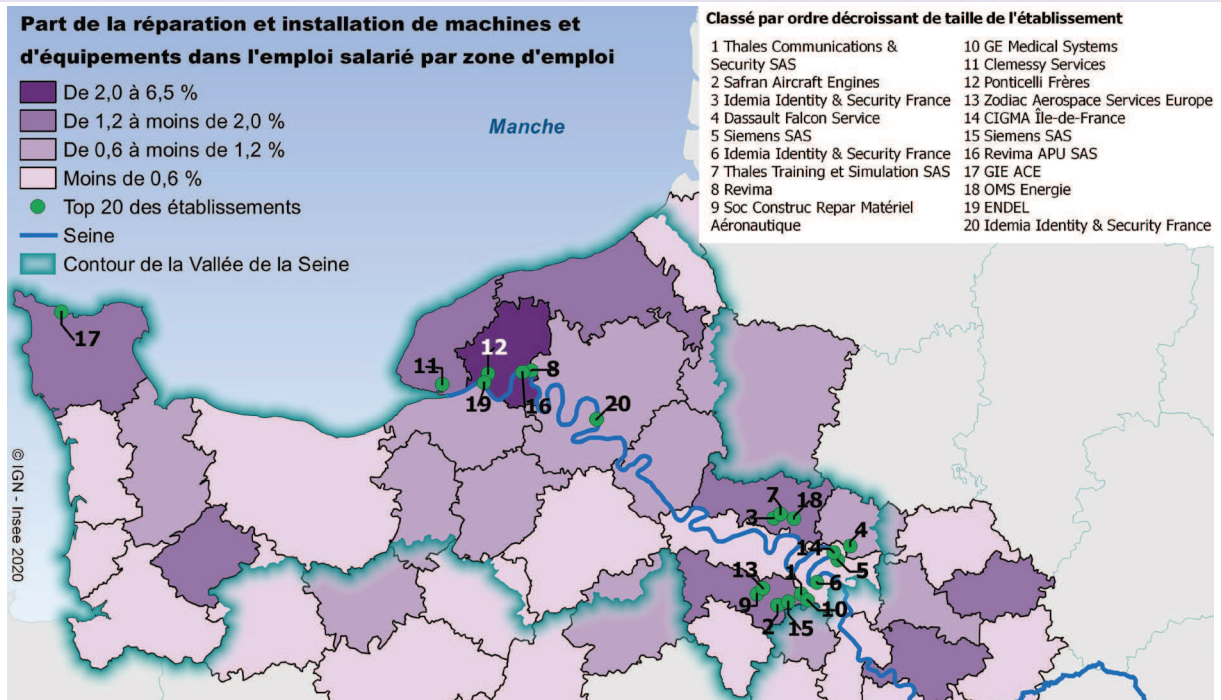 Part de la réparation et installation de machines et
d'équipements dans l'emploi salarié par zone d'emploi
De 2,0 à 6,5 %
De 1,2 à moins de 2,0 %
De 0,6 à moins de 1,2 %
Moins de 0,6 %
Top 20 des établissements
Seine
Contour de la Vallée de la Seine
Manche
Classé par ordre décroissant de taille de l'établissement
1 Thales Communications &
Security SAS
2 Safran Aircraft Engines
3 Idemia Identity & Security France
4 Dassault Falcon Service
5 Siemens SAS
6 Idemia Identity & Security France
7 Thales Training et Simulation SAS
8 Revima
9 Soc Construc Repar Matériel
Aéronautique
10 GE Medical Systems
11 Clemessy Services
12 Ponticelli Frères
13 Zodiac Aerospace Services Europe
14 CIGMA Île-de-France
15 Siemens SAS
16 Revima APU SAS
17 GIE ACE
18 OMS Energie
19 ENDEL
20 Idemia Identity & Security France
17
11
12
19
8
16
20
7
18
3
4
14
5
13
1
6
9
2
15
10
© IGN - Insee 2020